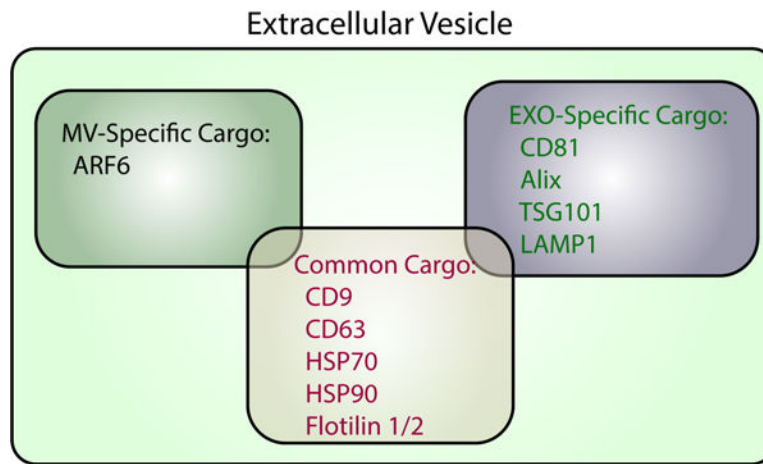 Extracellular Vesicle
MV-Specific Cargo:
ARF6
EXO-Specific Cargo:
CD81
Alix
TSG101
LAMP1
Common Cargo:
CD9
CD63
HSP70
HSP90
Flotilin 1/2